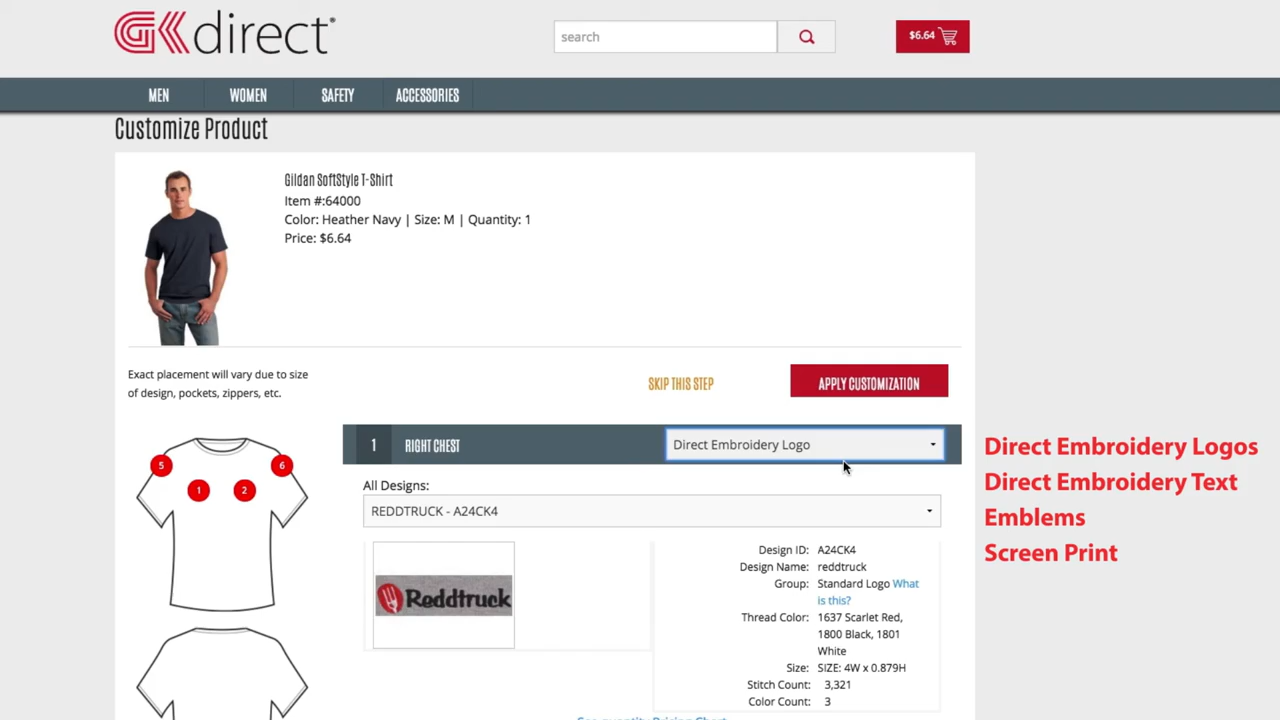 GKdirect
search
$6.64
MEN
WOMEN
SAFETY
ACCESSORIES
Customize Product
Gildan SoftStyle T-Shirt
Item #:64000
Color: Heather Navy | Size: M | Quantity: 1
Price: $6.64
Exact placement will vary due to size
of design, pockets, zippers, etc.
SKIP THIS STEP
APPLY CUSTOMIZATION
1
RIGHT CHEST
Direct Embroidery Logo
5
6
1
2
All Designs:
REDDTRUCK - A24CK4
Reddtruck
Design ID: A24CK4
Design Name: reddtruck
Group: Standard Logo What
is this?
Thread Color: 1637 Scarlet Red,
1800 Black, 1801
White
Size: SIZE: 4W x 0.879H
Stitch Count: 3,321
Color Count: 3
See quantity Pricing Chart
Direct Embroidery Logos
Direct Embroidery Text
Emblems
Screen Print